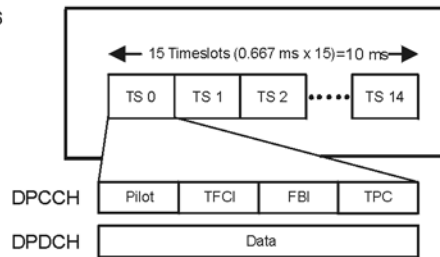 15 Timeslots (0.667 ms x 15)=10 ms
TS 0 TS 1 TS 2 TS 14
DPCCH Pilot TFCI FBI TPC
DPDCH Data